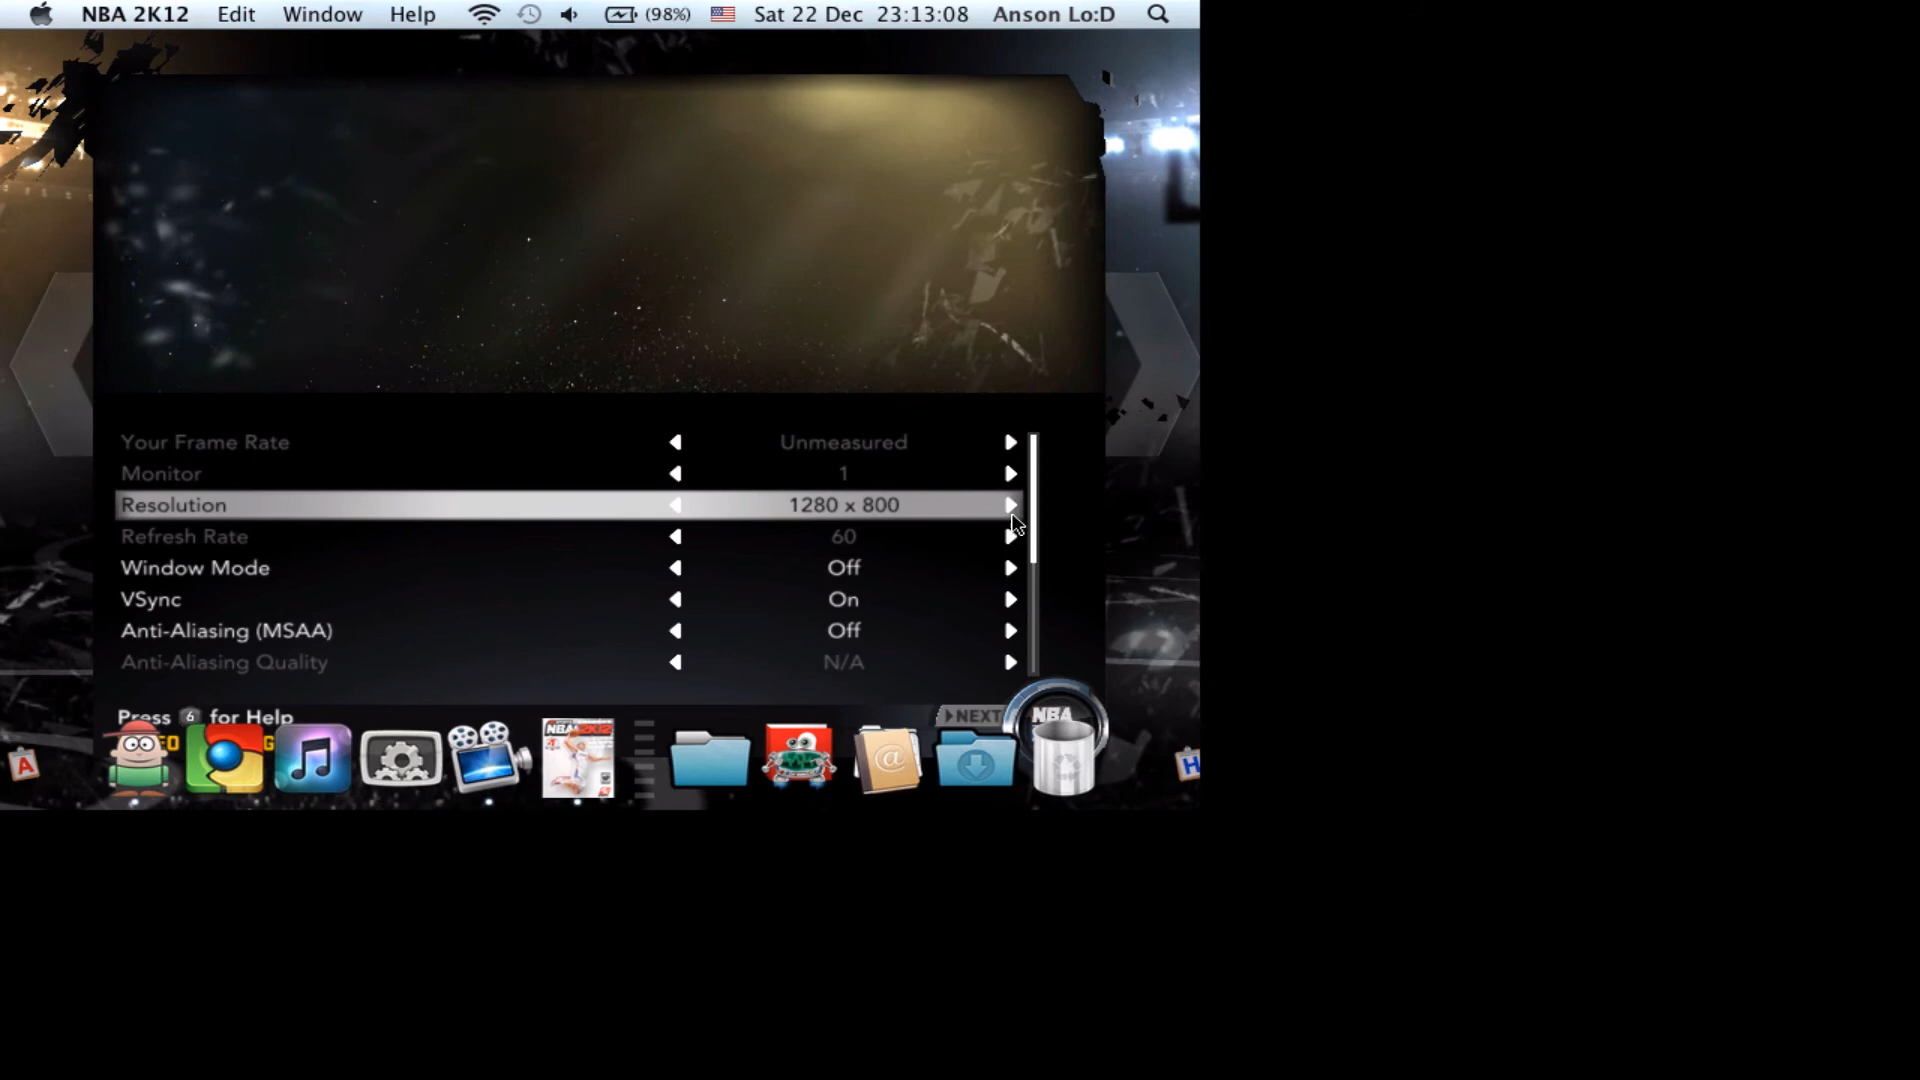 NBA 2K12 Edit Window Help (98%) Sat 22 Dec 23:13:08 Anson Lo:D
Your Frame Rate Unmeasured
Monitor 1
Resolution 1280 x 800
Refresh Rate 60
Window Mode Off
VSync On
Anti-Aliasing (MSAA) Off
Anti-Aliasing Quality N/A
Press 6 for Help
NEXT
NBA
NBA 2K12
@
A
H